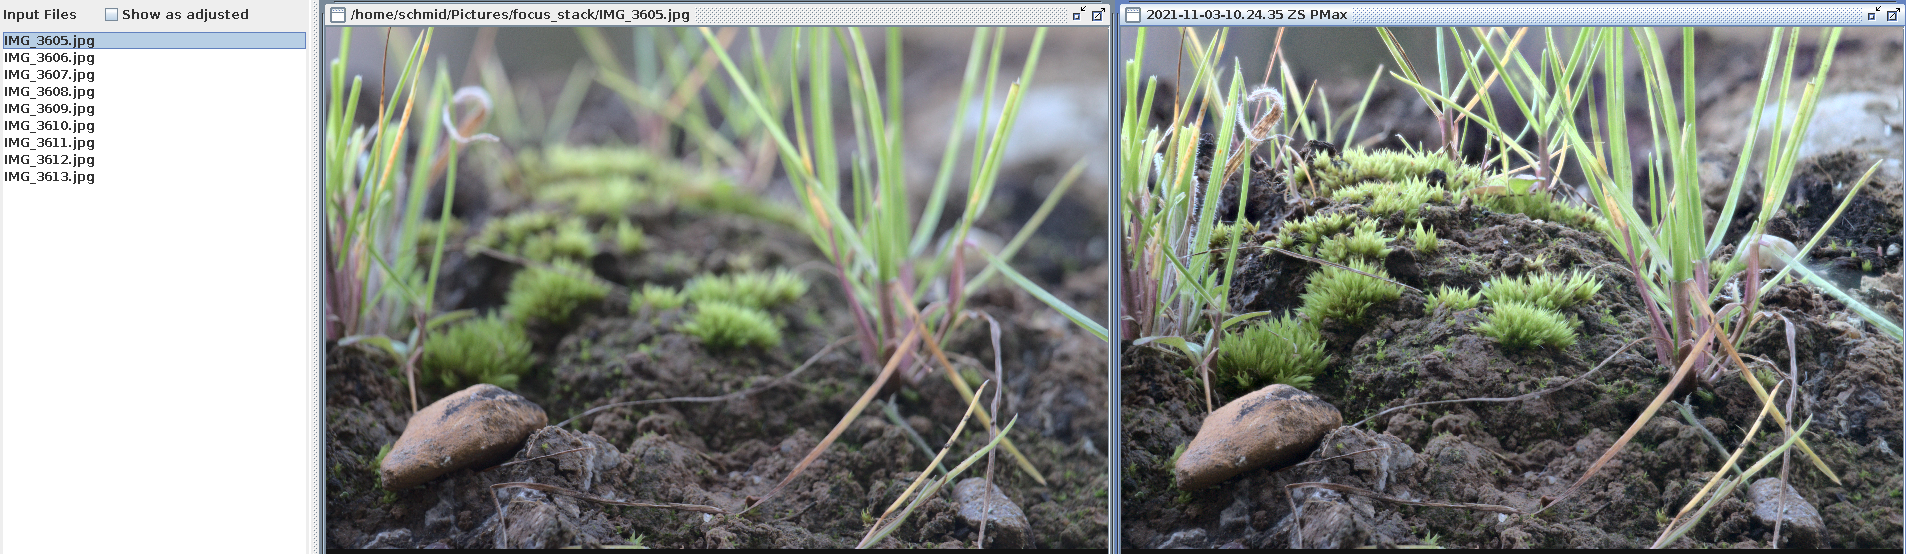 Input Files Show as adjusted
IMG_3605.jpg
IMG_3606.jpg
IMG_3607.jpg
IMG_3608.jpg
IMG_3609.jpg
IMG_3610.jpg
IMG_3611.jpg
IMG_3612.jpg
IMG_3613.jpg
/home/schmid/Pictures/focus_stack/IMG_3605.jpg
2021-11-03-10.24.35 ZS PMax